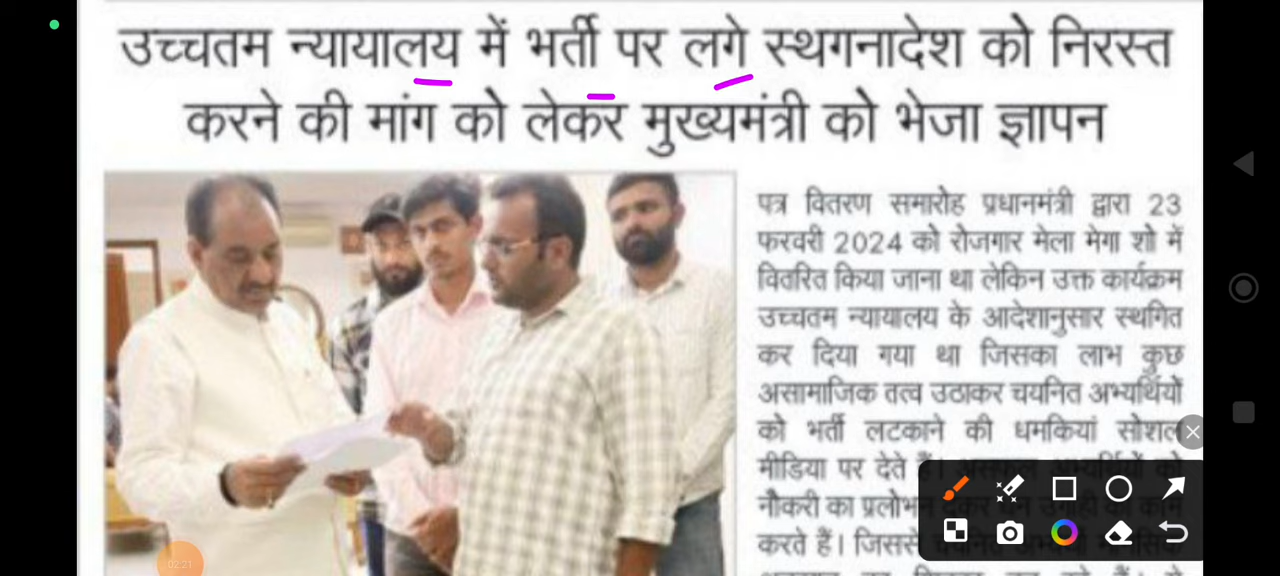 उच्चतम न्यायालय में भर्ती पर लगे स्थगनादेश को निरस्त
करने की मांग को लेकर मुख्यमंत्री को भेजा ज्ञापन
पत्र वितरण समारोह प्रधानमंत्री द्वारा 23
फरवरी 2024 को रोजगार मेला मेगा शो में
वितरित किया जाना था लेकिन उक्त कार्यक्रम
उच्चतम न्यायालय के आदेशानुसार स्थगित
कर दिया गया था जिसका लाभ कुछ
असामाजिक तत्व उठाकर चयनित अभ्यर्थियों
को भर्ती लटकाने की धमकियां सोशल
मीडिया पर देते हैं।
नौकरी का प्रलोभन
करते हैं। जिससे
02:21